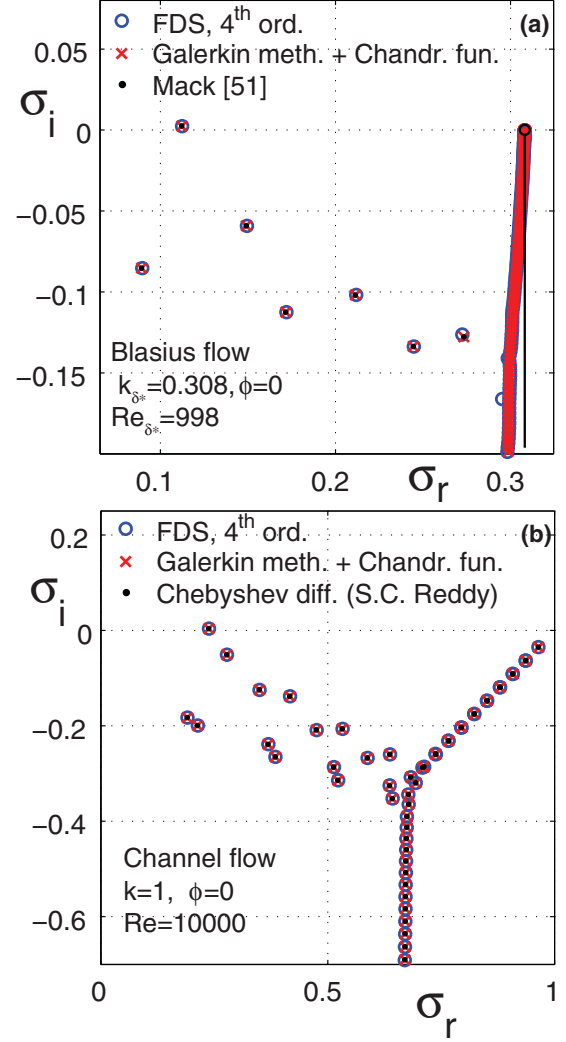 (a)
FDS, 4th ord.
Galerkin meth. + Chandr. fun.
Mack [51]
σi
0.05
0
−0.05
−0.1
−0.15
Blasius flow
kδ*=0.308, ϕ=0
Reδ*=998
0.1
0.2
0.3
σr
(b)
FDS, 4th ord.
Galerkin meth. + Chandr. fun.
Chebyshev diff. (S.C. Reddy)
σi
0.2
0
−0.2
−0.4
−0.6
Channel flow
k=1, ϕ=0
Re=10000
0
0.5
1
σr